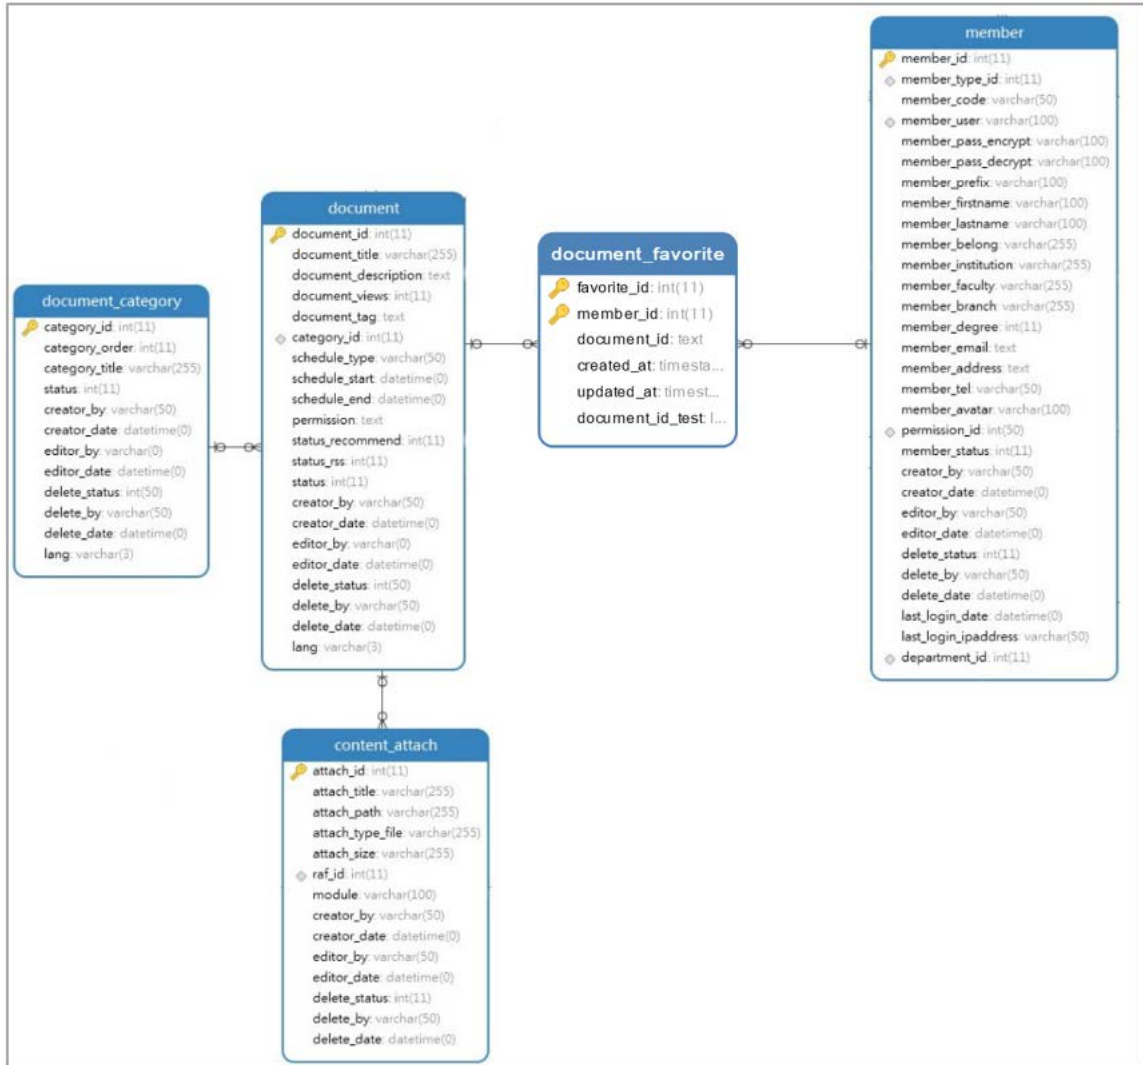 document_category
category_id: int(11)
category_order: int(11)
category_title: varchar(255)
status: int(11)
creator_by: varchar(50)
creator_date: datetime(0)
editor_by: varchar(0)
editor_date: datetime(0)
delete_status: int(50)
delete_by: varchar(50)
delete_date: datetime(0)
lang: varchar(3)
document
document_id: int(11)
document_title: varchar(255)
document_description: text
document_views: int(11)
document_tag: text
category_id: int(11)
schedule_type: varchar(50)
schedule_start: datetime(0)
schedule_end: datetime(0)
permission: text
status_recommend: int(11)
status_rss: int(11)
status: int(11)
creator_by: varchar(50)
creator_date: datetime(0)
editor_by: varchar(0)
editor_date: datetime(0)
delete_status: int(50)
delete_by: varchar(50)
delete_date: datetime(0)
lang: varchar(3)
content_attach
attach_id: int(11)
attach_title: varchar(255)
attach_path: varchar(255)
attach_type_file: varchar(255)
attach_size: varchar(255)
raf_id: int(11)
module: varchar(100)
creator_by: varchar(50)
creator_date: datetime(0)
editor_by: varchar(50)
editor_date: datetime(0)
delete_status: int(11)
delete_by: varchar(50)
delete_date: datetime(0)
document_favorite
favorite_id: int(11)
member_id: int(11)
document_id: text
created_at: timesta...
updated_at: timest...
document_id_test: l...
member
member_id: int(11)
member_type_id: int(11)
member_code: varchar(50)
member_user: varchar(100)
member_pass_encrypt: varchar(100)
member_pass_decrypt: varchar(100)
member_prefix: varchar(100)
member_firstname: varchar(100)
member_lastname: varchar(100)
member_belong: varchar(255)
member_institution: varchar(255)
member_faculty: varchar(255)
member_branch: varchar(255)
member_degree: int(11)
member_email: text
member_address: text
member_tel: varchar(50)
member_avatar: varchar(100)
permission_id: int(50)
member_status: int(11)
creator_by: varchar(50)
creator_date: datetime(0)
editor_by: varchar(50)
editor_date: datetime(0)
delete_status: int(11)
delete_by: varchar(50)
delete_date: datetime(0)
last_login_date: datetime(0)
last_login_ipaddress: varchar(50)
department_id: int(11)